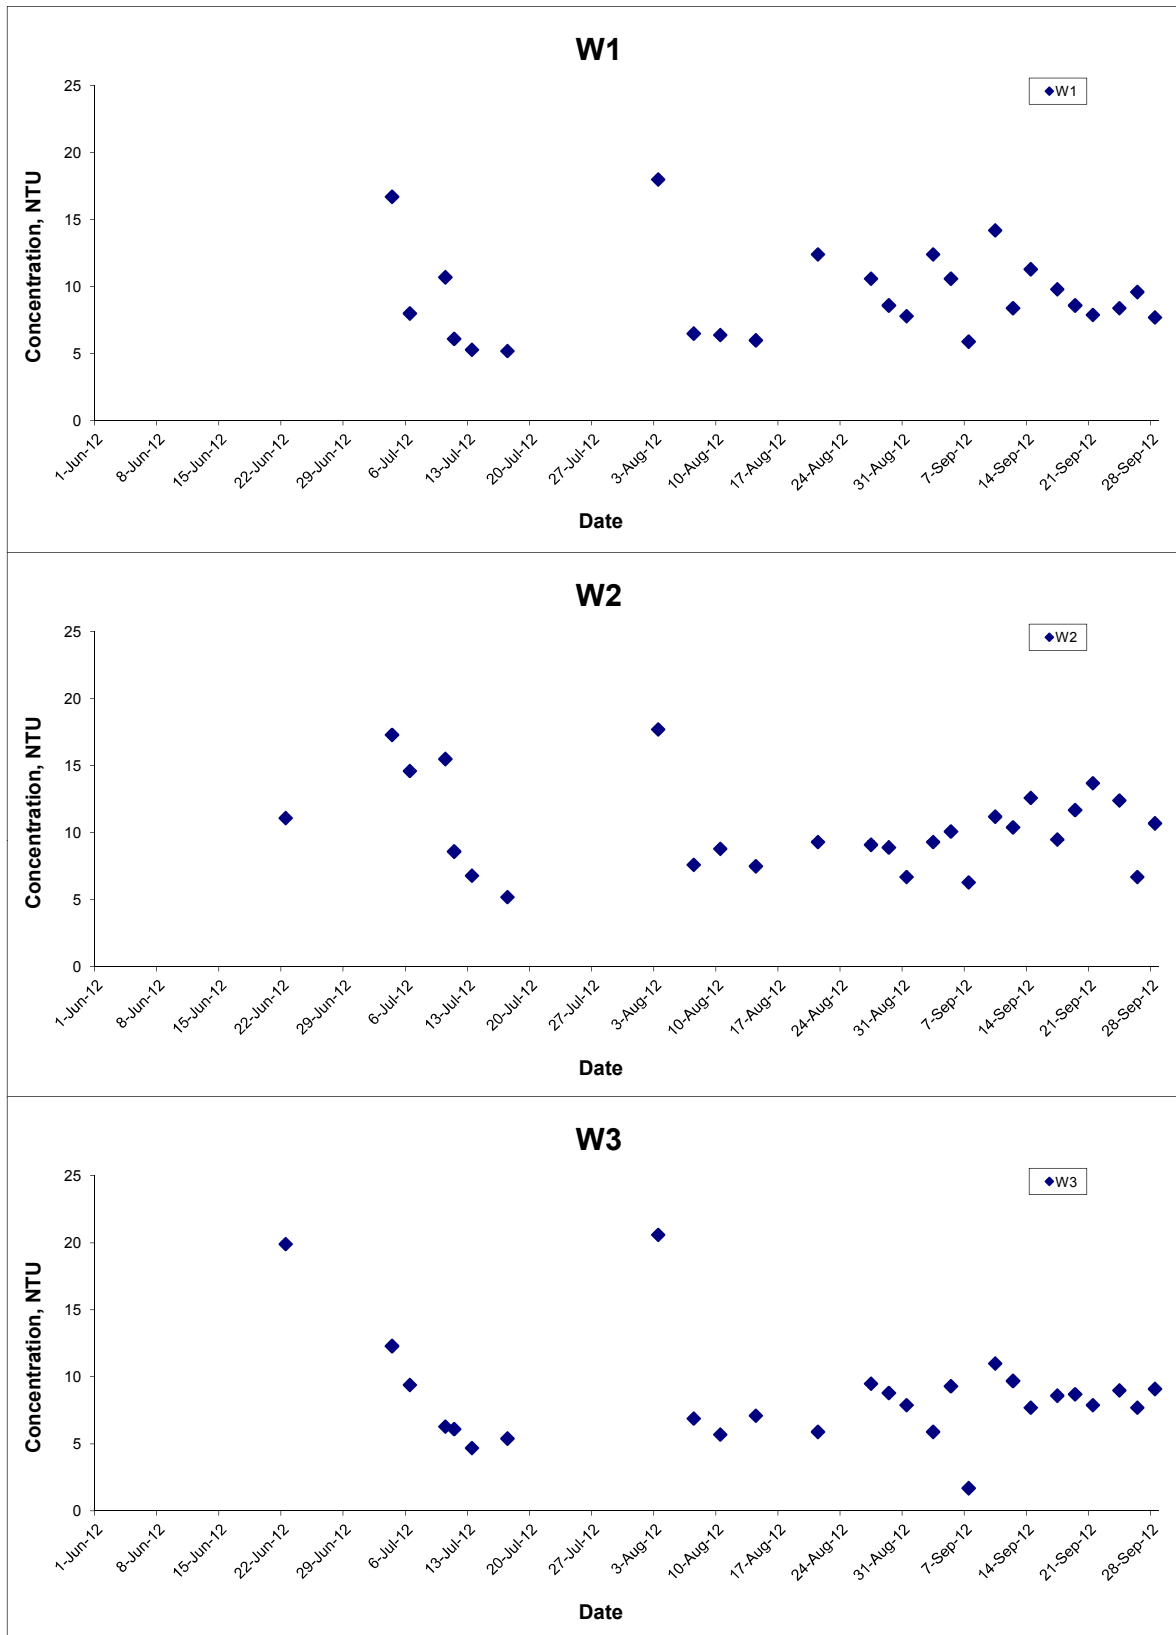 W1
W1
25
20
15
10
5
0
Concentration, NTU
1-Jun-12 8-Jun-12 15-Jun-12 22-Jun-12 29-Jun-12 6-Jul-12 13-Jul-12 20-Jul-12 27-Jul-12 3-Aug-12 10-Aug-12 17-Aug-12 24-Aug-12 31-Aug-12 7-Sep-12 14-Sep-12 21-Sep-12 28-Sep-12
Date
W2
W2
25
20
15
10
5
0
Concentration, NTU
1-Jun-12 8-Jun-12 15-Jun-12 22-Jun-12 29-Jun-12 6-Jul-12 13-Jul-12 20-Jul-12 27-Jul-12 3-Aug-12 10-Aug-12 17-Aug-12 24-Aug-12 31-Aug-12 7-Sep-12 14-Sep-12 21-Sep-12 28-Sep-12
Date
W3
W3
25
20
15
10
5
0
Concentration, NTU
1-Jun-12 8-Jun-12 15-Jun-12 22-Jun-12 29-Jun-12 6-Jul-12 13-Jul-12 20-Jul-12 27-Jul-12 3-Aug-12 10-Aug-12 17-Aug-12 24-Aug-12 31-Aug-12 7-Sep-12 14-Sep-12 21-Sep-12 28-Sep-12
Date